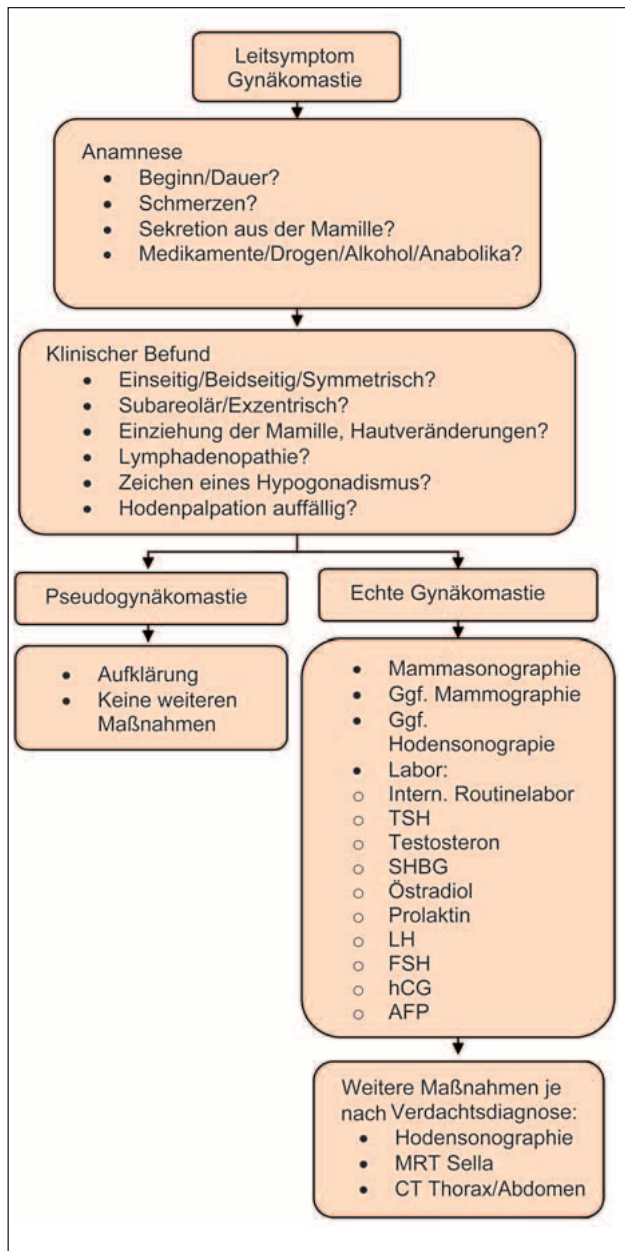 Leitsymptom
Gynäkomastie
Anamnese
• Beginn/Dauer?
• Schmerzen?
• Sekretion aus der Mamille?
• Medikamente/Drogen/Alkohol/Anabolika?
Klinischer Befund
• Einseitig/Beidseitig/Symmetrisch?
• Subareolär/Exzentrisch?
• Einziehung der Mamille, Hautveränderungen?
• Lymphadenopathie?
• Zeichen eines Hypogonadismus?
• Hodenpalpation auffällig?
Pseudogynäkomastie
• Aufklärung
• Keine weiteren
Maßnahmen
Echte Gynäkomastie
• Mammasonographie
• Ggf. Mammographie
• Ggf.
Hodensonograpie
• Labor:
○ Intern. Routinelabor
○ TSH
○ Testosteron
○ SHBG
○ Östradiol
○ Prolaktin
○ LH
○ FSH
○ hCG
○ AFP
Weitere Maßnahmen je
nach Verdachtsdiagnose:
• Hodensonographie
• MRT Sella
• CT Thorax/Abdomen